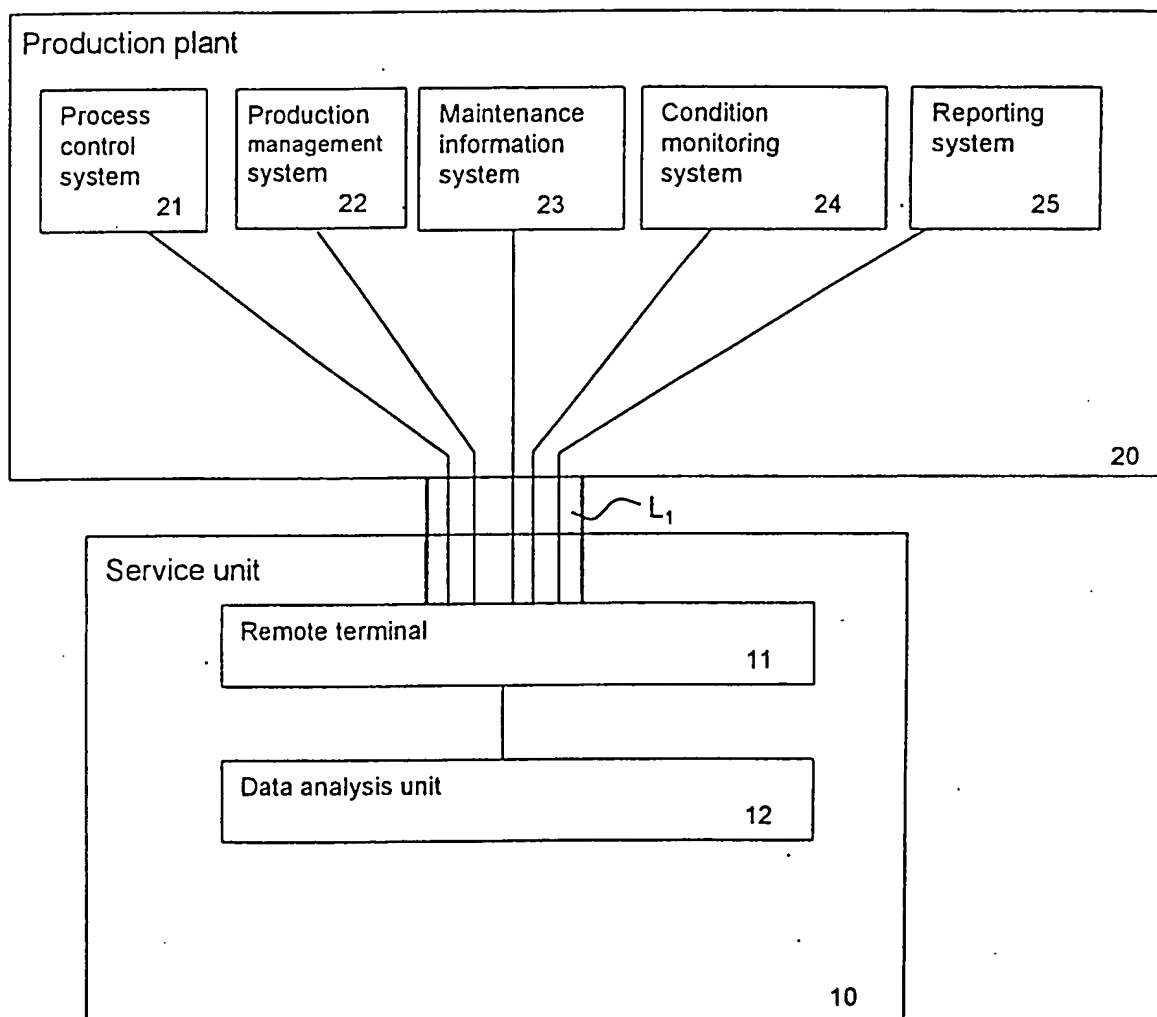 Production plant
Process
control
system
21
Production
management
system
22
Maintenance
information
system
23
Condition
monitoring
system
24
Reporting
system
25
20
L₁
Service unit
Remote terminal
11
Data analysis unit
12
10